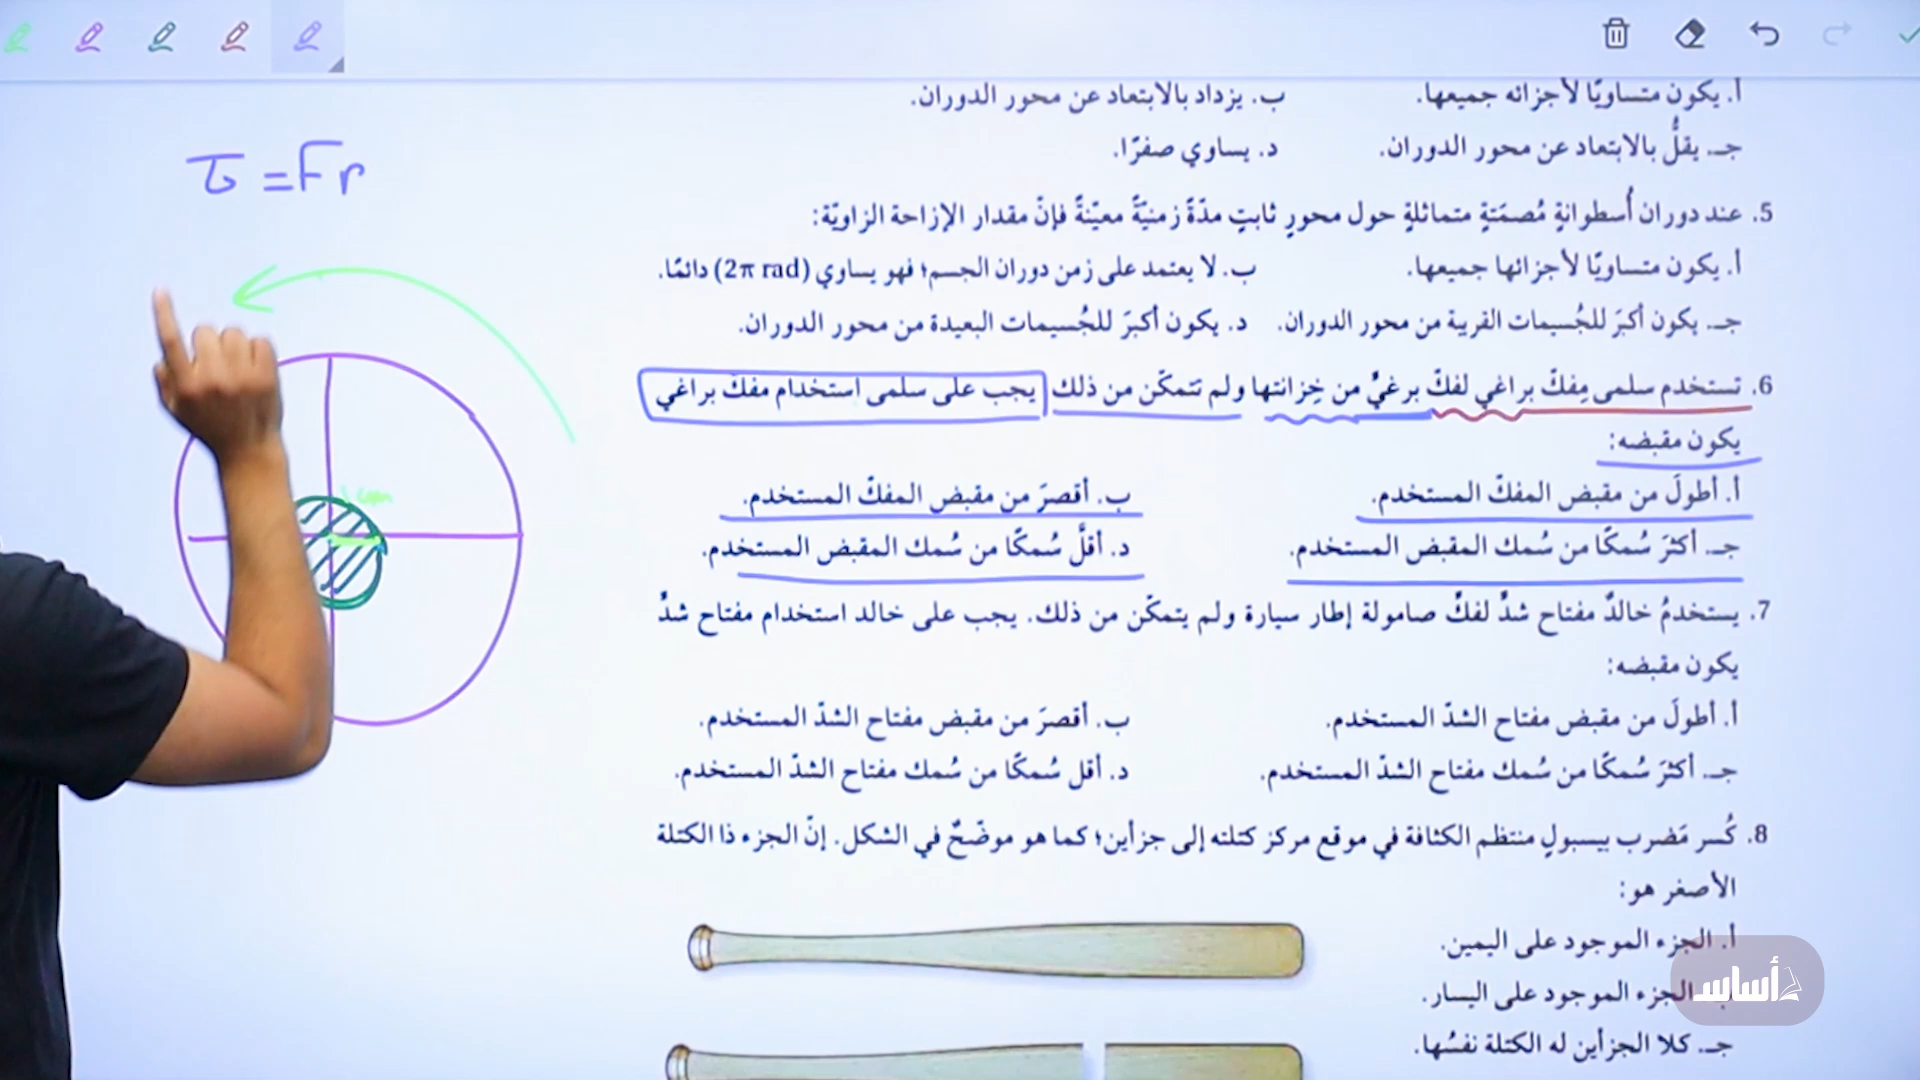 τ = Fr
1 cm
أ. يكون متساويًا لأجزائه جميعها. ب. يزداد بالابتعاد عن محور الدوران.
جـ. يقلُّ بالابتعاد عن محور الدوران. د. يساوي صفرًا.
5. عند دوران أُسطوانةٍ مُصمَتةٍ متماثلةٍ حول محورٍ ثابتٍ مدّةً زمنيّةً معيّنةً فإنّ مقدار الإزاحة الزاويّة:
أ. يكون متساويًا لأجزائها جميعها. ب. لا يعتمد على زمن دوران الجسم؛ فهو يساوي (2π rad) دائمًا.
جـ. يكون أكبرَ للجُسيمات القريبة من محور الدوران. د. يكون أكبرَ للجُسيمات البعيدة من محور الدوران.
6. تستخدم سلمى مِفكّ براغي لفكّ برغيٍّ من خِزانتها ولم تتمكّن من ذلك يجب على سلمى استخدام مفكّ براغي
يكون مقبضه:
أ. أطولَ من مقبض المفكّ المستخدم. ب. أقصرَ من مقبض المفكّ المستخدم.
جـ. أكثرَ سُمكًا من سُمك المقبض المستخدم. د. أقلَّ سُمكًا من سُمك المقبض المستخدم.
7. يستخدمُ خالدٌ مفتاح شدٍّ لفكِّ صامولة إطار سيارة ولم يتمكّن من ذلك. يجب على خالد استخدام مفتاح شدٍّ
يكون مقبضه:
أ. أطولَ من مقبض مفتاح الشدّ المستخدم. ب. أقصرَ من مقبض مفتاح الشدّ المستخدم.
جـ. أكثرَ سُمكًا من سُمك مفتاح الشدّ المستخدم. د. أقل سُمكًا من سُمك مفتاح الشدّ المستخدم.
8. كُسر مَضرب بيسبولٍ منتظم الكثافة في موقع مركز كتلته إلى جزأين؛ كما هو موضّحٌ في الشكل. إنّ الجزء ذا الكتلة
الأصغر هو:
أ. الجزء الموجود على اليمين.
ب. الجزء الموجود على اليسار.
جـ. كلا الجزأين له الكتلة نفسُها.
أساس